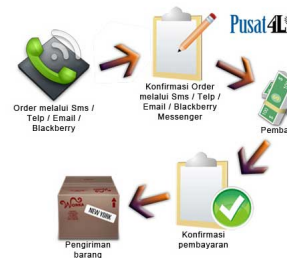 Pusat4L
Order melalui Sms /
Telp / Email /
Blackberry
Konfirmasi Order
melalui Sms / Telp /
Email / Blackberry
Messenger
Pemba
NEW YORK
Konfirmasi
pembayaran
Pengiriman
barang